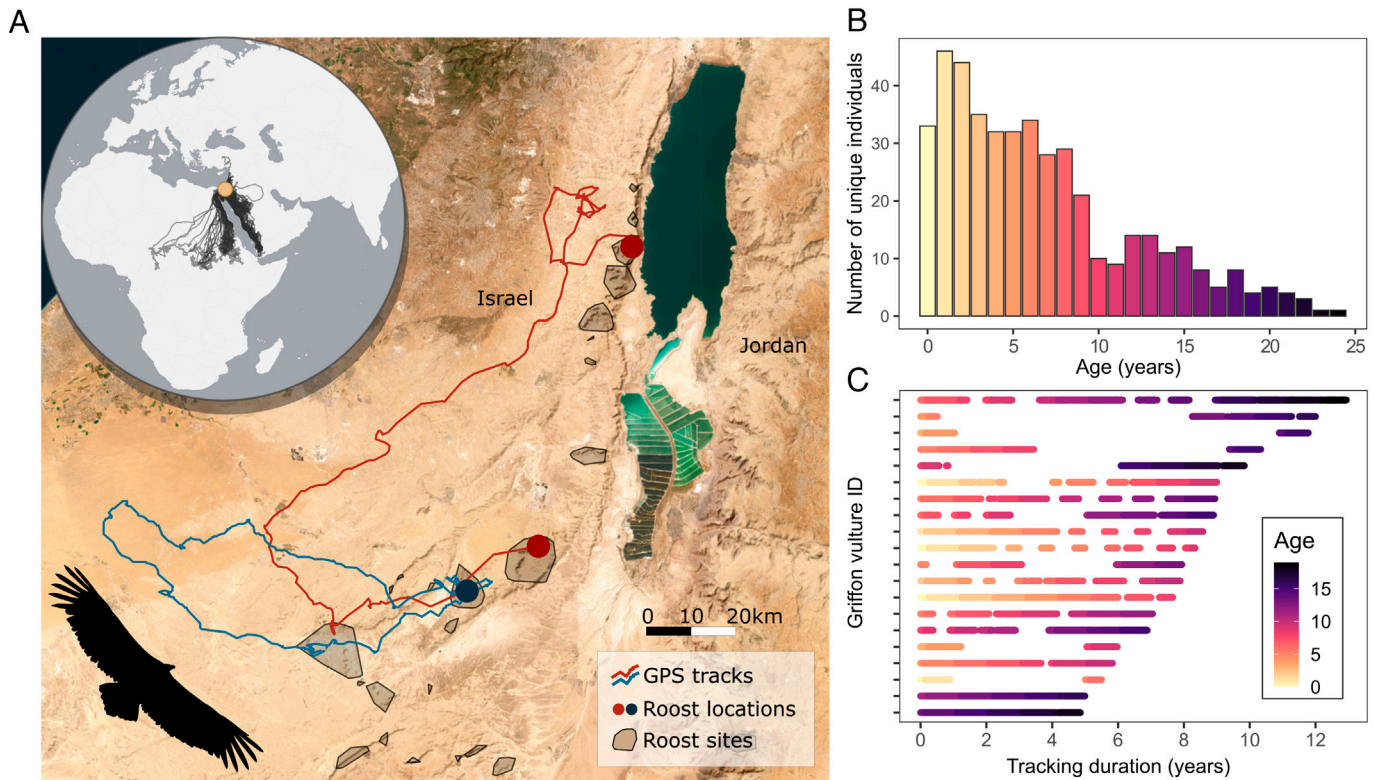 A
Israel
Jordan
0 10 20km
GPS tracks
Roost locations
Roost sites
B
Number of unique individuals
40
30
20
10
0
0 5 10 15 20 25
Age (years)
C
Griffon vulture ID
Age
15
10
5
0
0 2 4 6 8 10 12
Tracking duration (years)